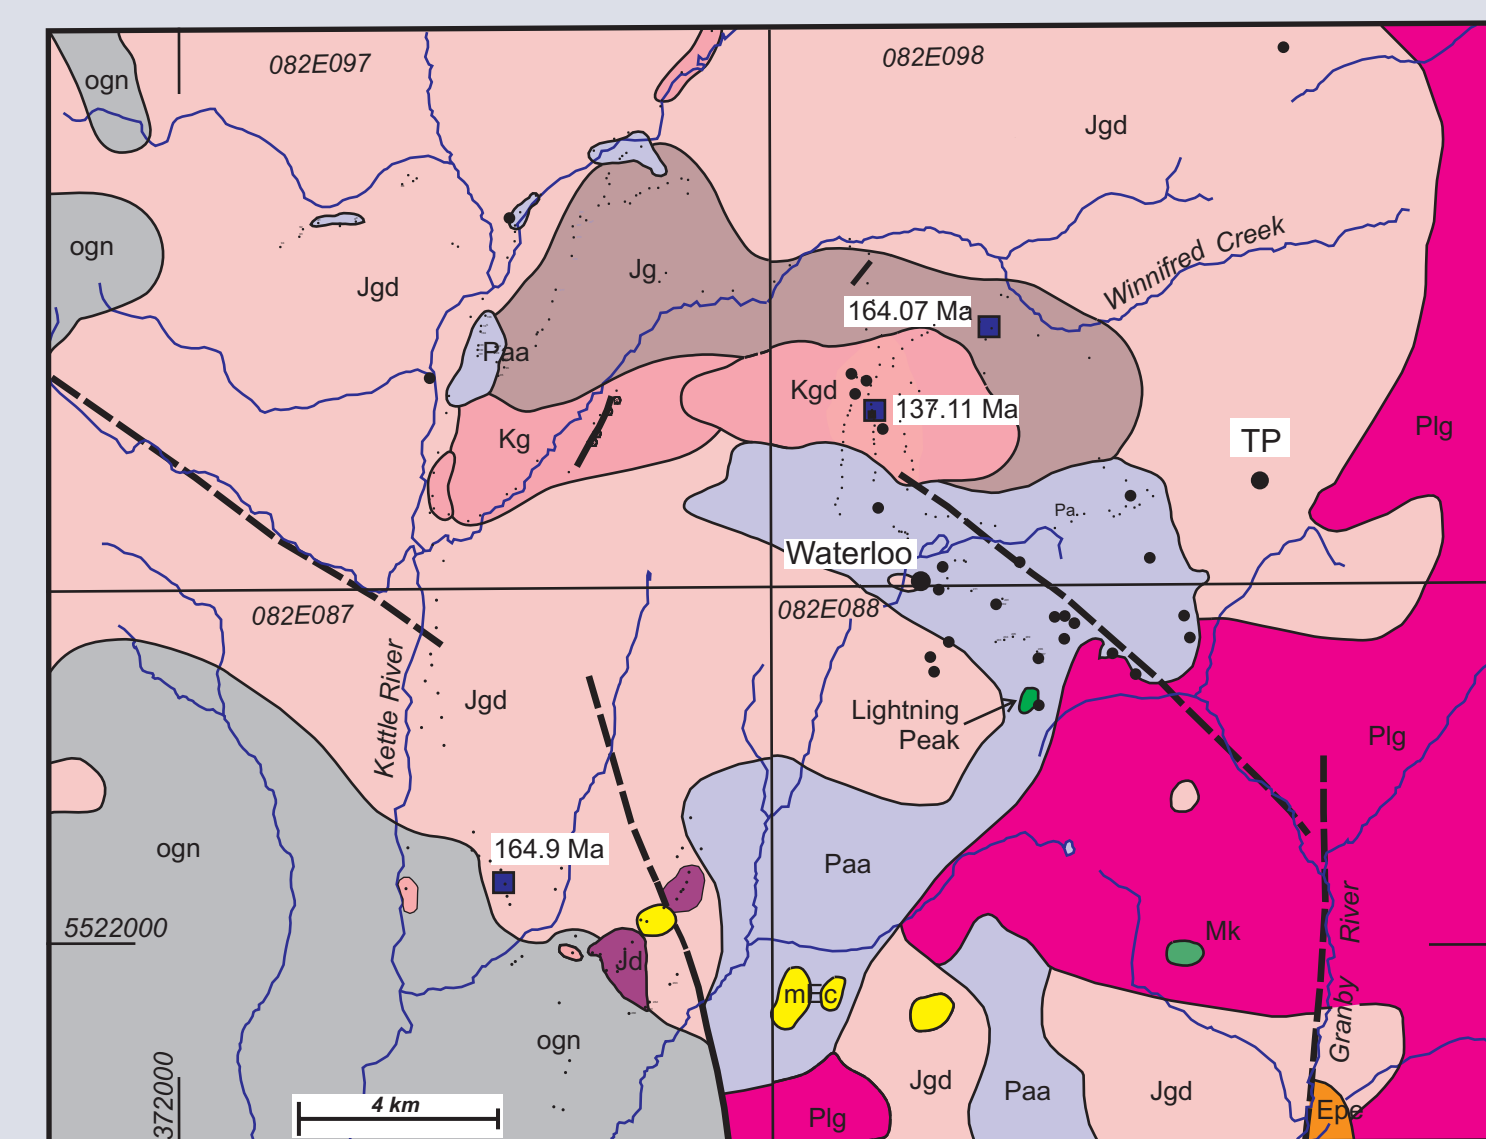 082E097
082E098
ogn
Jgd
ogn
Winnifred Creek
Jg
Jgd
164.07 Ma
Paa
Kgd
137.11 Ma
Plg
Kg
TP
Pa
Waterloo
082E087
082E088
Kettle River
Jgd
Lightning
Peak
Plg
ogn
164.9 Ma
Paa
5522000
Mk
Jd
mEc
Granby River
ogn
Jgd
Paa
Jgd
372000
4 km
Plg
Epe